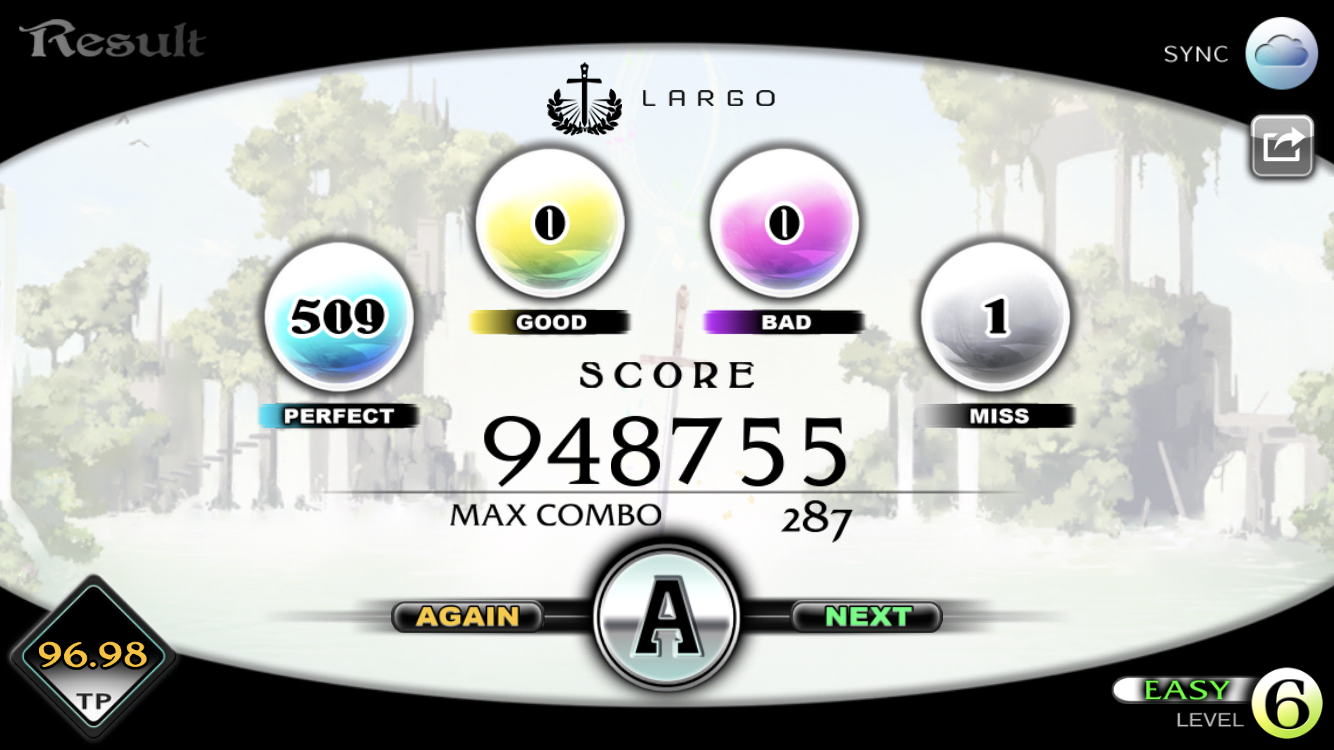 Result
SYNC
LARGO
0
0
GOOD
BAD
509
1
PERFECT
MISS
SCORE
948755
MAX COMBO 287
A
AGAIN
NEXT
96.98
TP
EASY
LEVEL 6